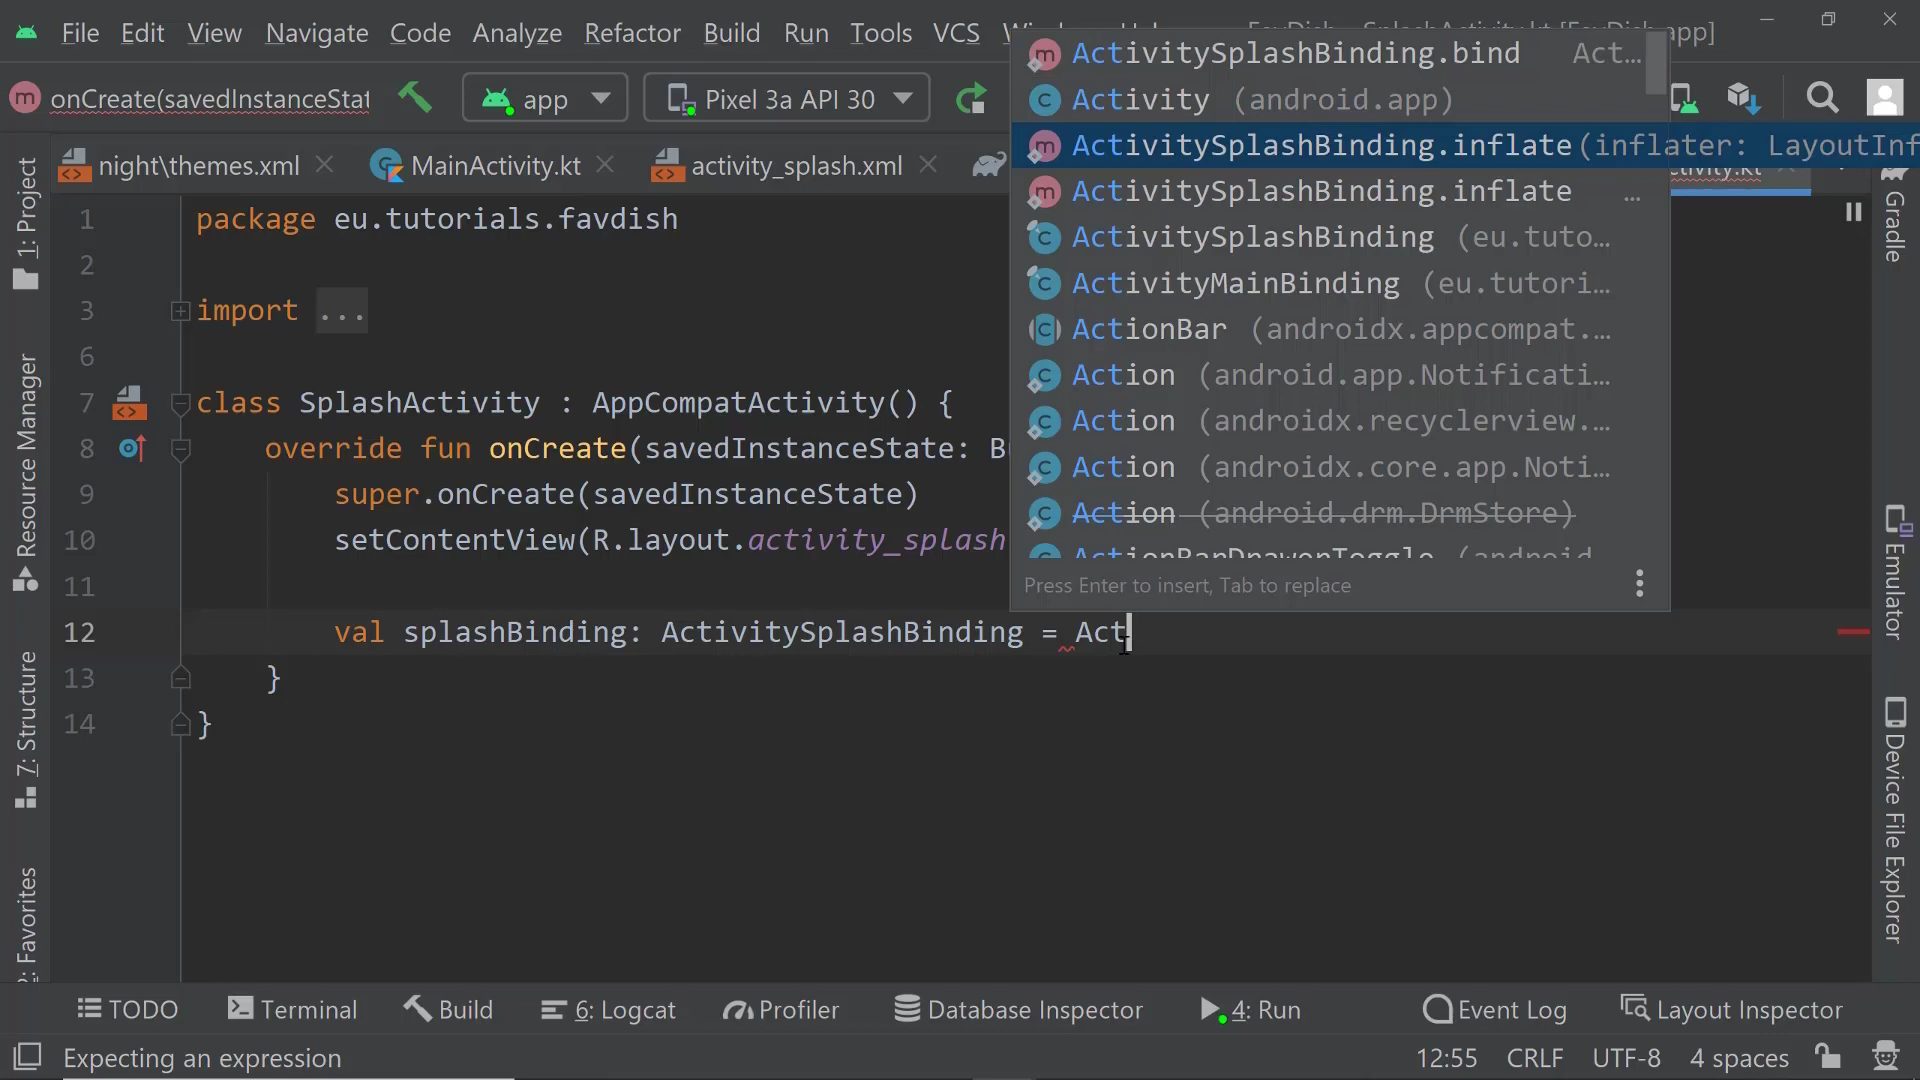 File Edit View Navigate Code Analyze Refactor Build Run Tools VCS
onCreate(savedInstanceStat
app
Pixel 3a API 30
night\themes.xml
MainActivity.kt
activity_splash.xml
1: Project
Resource Manager
7: Structure
2: Favorites
1 package eu.tutorials.favdish
2
3 import ...
6
7 class SplashActivity : AppCompatActivity() {
8 override fun onCreate(savedInstanceState: Bu
9 super.onCreate(savedInstanceState)
10 setContentView(R.layout.activity_splash
11
12 val splashBinding: ActivitySplashBinding = Act
13 }
14 }
ActivitySplashBinding.bind Act...
Activity (android.app)
ActivitySplashBinding.inflate(inflater: LayoutInf
ActivitySplashBinding.inflate ...
ActivitySplashBinding (eu.tuto...
ActivityMainBinding (eu.tutori...
ActionBar (androidx.appcompat....
Action (android.app.Notificati...
Action (androidx.recyclerview....
Action (androidx.core.app.Noti...
Action (android.drm.DrmStore)
ActionBarDrawerToggle (android
Press Enter to insert, Tab to replace
Gradle
Emulator
Device File Explorer
TODO Terminal Build 6: Logcat Profiler Database Inspector 4: Run Event Log Layout Inspector
Expecting an expression 12:55 CRLF UTF-8 4 spaces